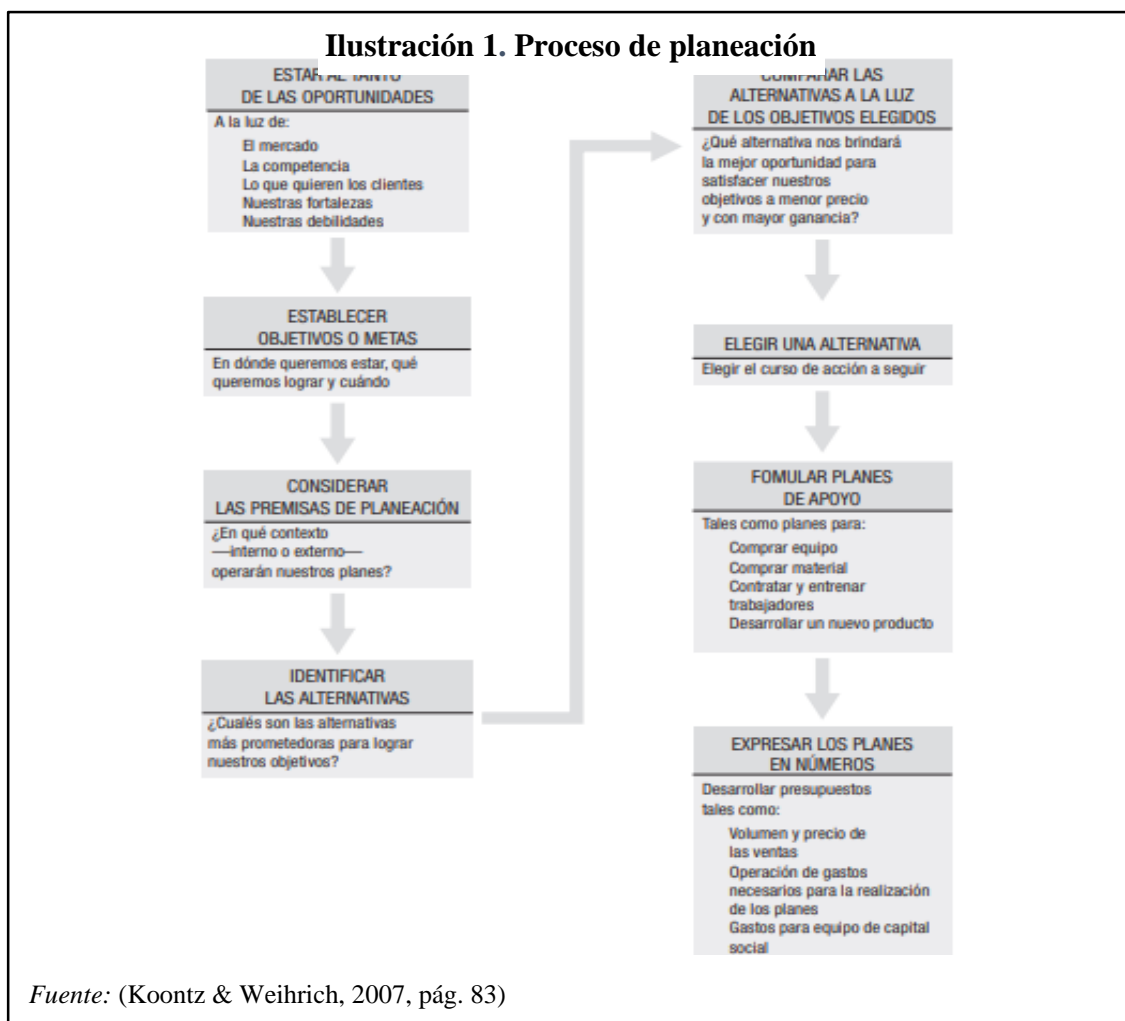 Ilustración 1. Proceso de planeación
ESTAR AL TANTO
DE LAS OPORTUNIDADES
A la luz de:
El mercado
La competencia
Lo que quieren los clientes
Nuestras fortalezas
Nuestras debilidades
ESTABLECER
OBJETIVOS O METAS
En dónde queremos estar, qué
queremos lograr y cuándo
CONSIDERAR
LAS PREMISAS DE PLANEACIÓN
¿En qué contexto
—interno o externo—
operarán nuestros planes?
IDENTIFICAR
LAS ALTERNATIVAS
¿Cualés son las alternativas
más prometedoras para lograr
nuestros objetivos?
COMPARAR LAS
ALTERNATIVAS A LA LUZ
DE LOS OBJETIVOS ELEGIDOS
¿Qué alternativa nos brindará
la mejor oportunidad para
satisfacer nuestros
objetivos a menor precio
y con mayor ganancia?
ELEGIR UNA ALTERNATIVA
Elegir el curso de acción a seguir
FOMULAR PLANES
DE APOYO
Tales como planes para:
Comprar equipo
Comprar material
Contratar y entrenar
trabajadores
Desarrollar un nuevo producto
EXPRESAR LOS PLANES
EN NÚMEROS
Desarrollar presupuestos
tales como:
Volumen y precio de
las ventas
Operación de gastos
necesarios para la realización
de los planes
Gastos para equipo de capital
social
Fuente: (Koontz & Weihrich, 2007, pág. 83)